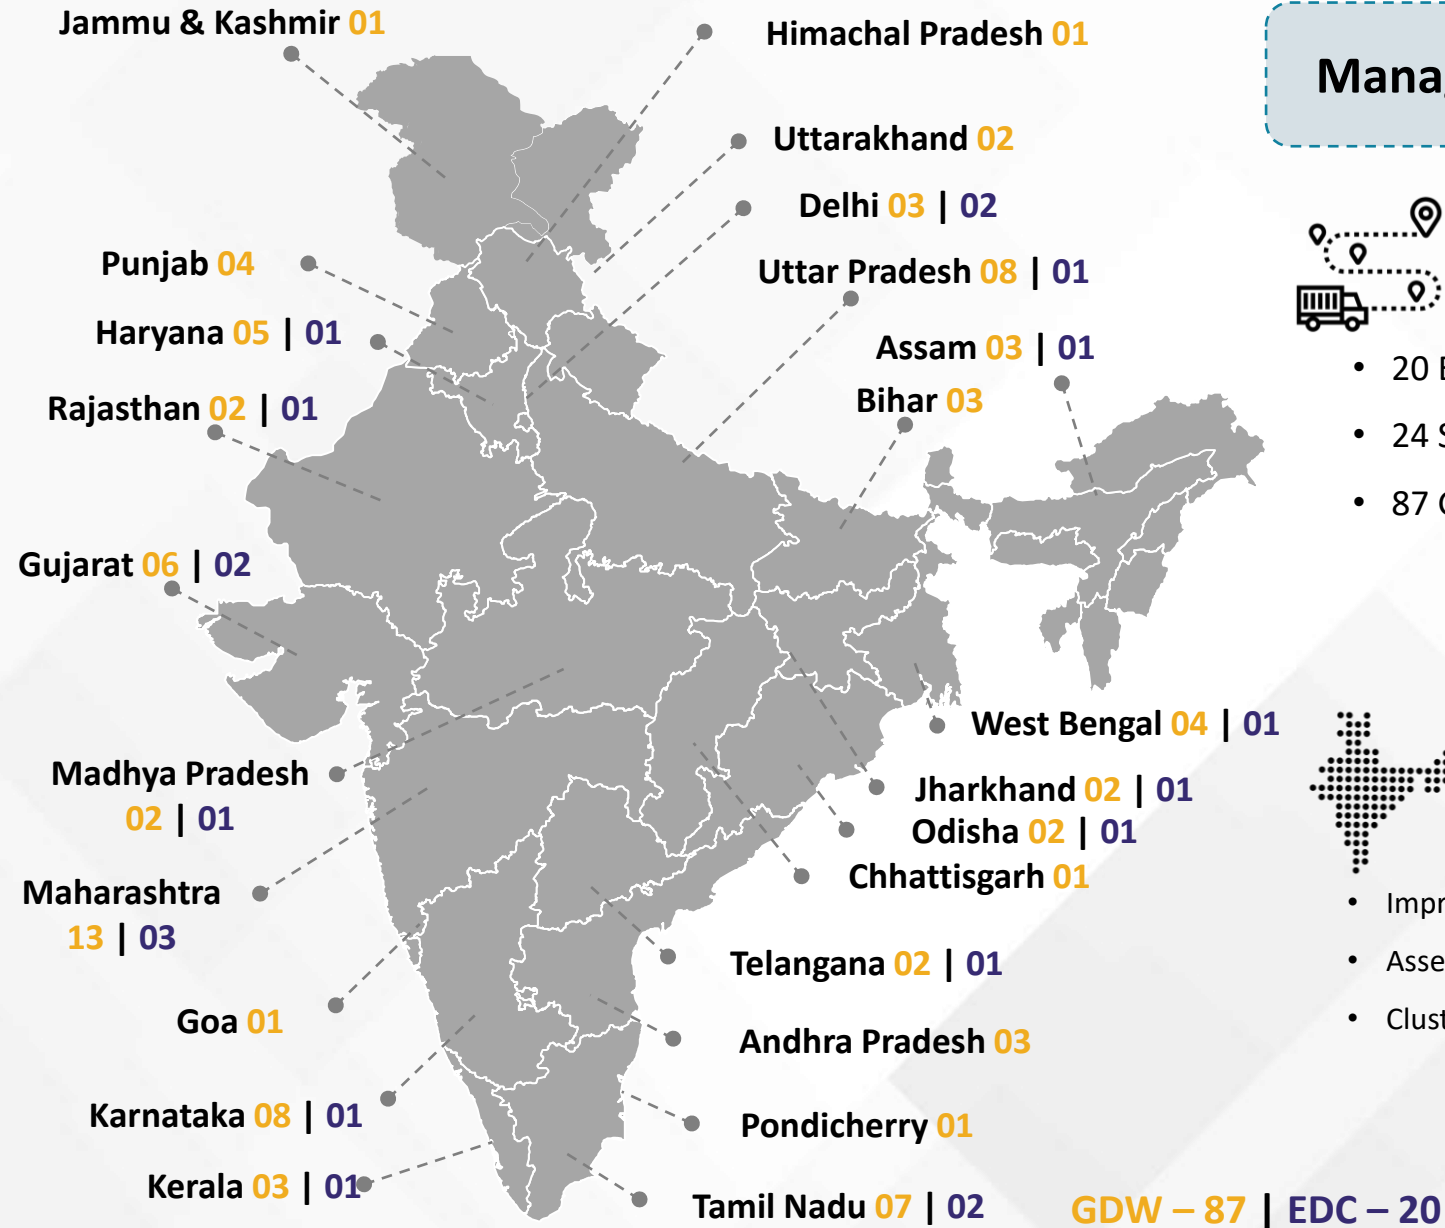 Jammu & Kashmir 01
Himachal Pradesh 01
Uttarakhand 02
Delhi 03 | 02
Punjab 04
Uttar Pradesh 08 | 01
Haryana 05 | 01
Assam 03 | 01
Bihar 03
Rajasthan 02 | 01
Gujarat 06 | 02
West Bengal 04 | 01
Madhya Pradesh
02 | 01
Jharkhand 02 | 01
Odisha 02 | 01
Chhattisgarh 01
Maharashtra
13 | 03
Telangana 02 | 01
Goa 01
Andhra Pradesh 03
Karnataka 08 | 01
Pondicherry 01
Kerala 03 | 01
Tamil Nadu 07 | 02
GDW – 87 | EDC – 20
• 20
• 24
• 87